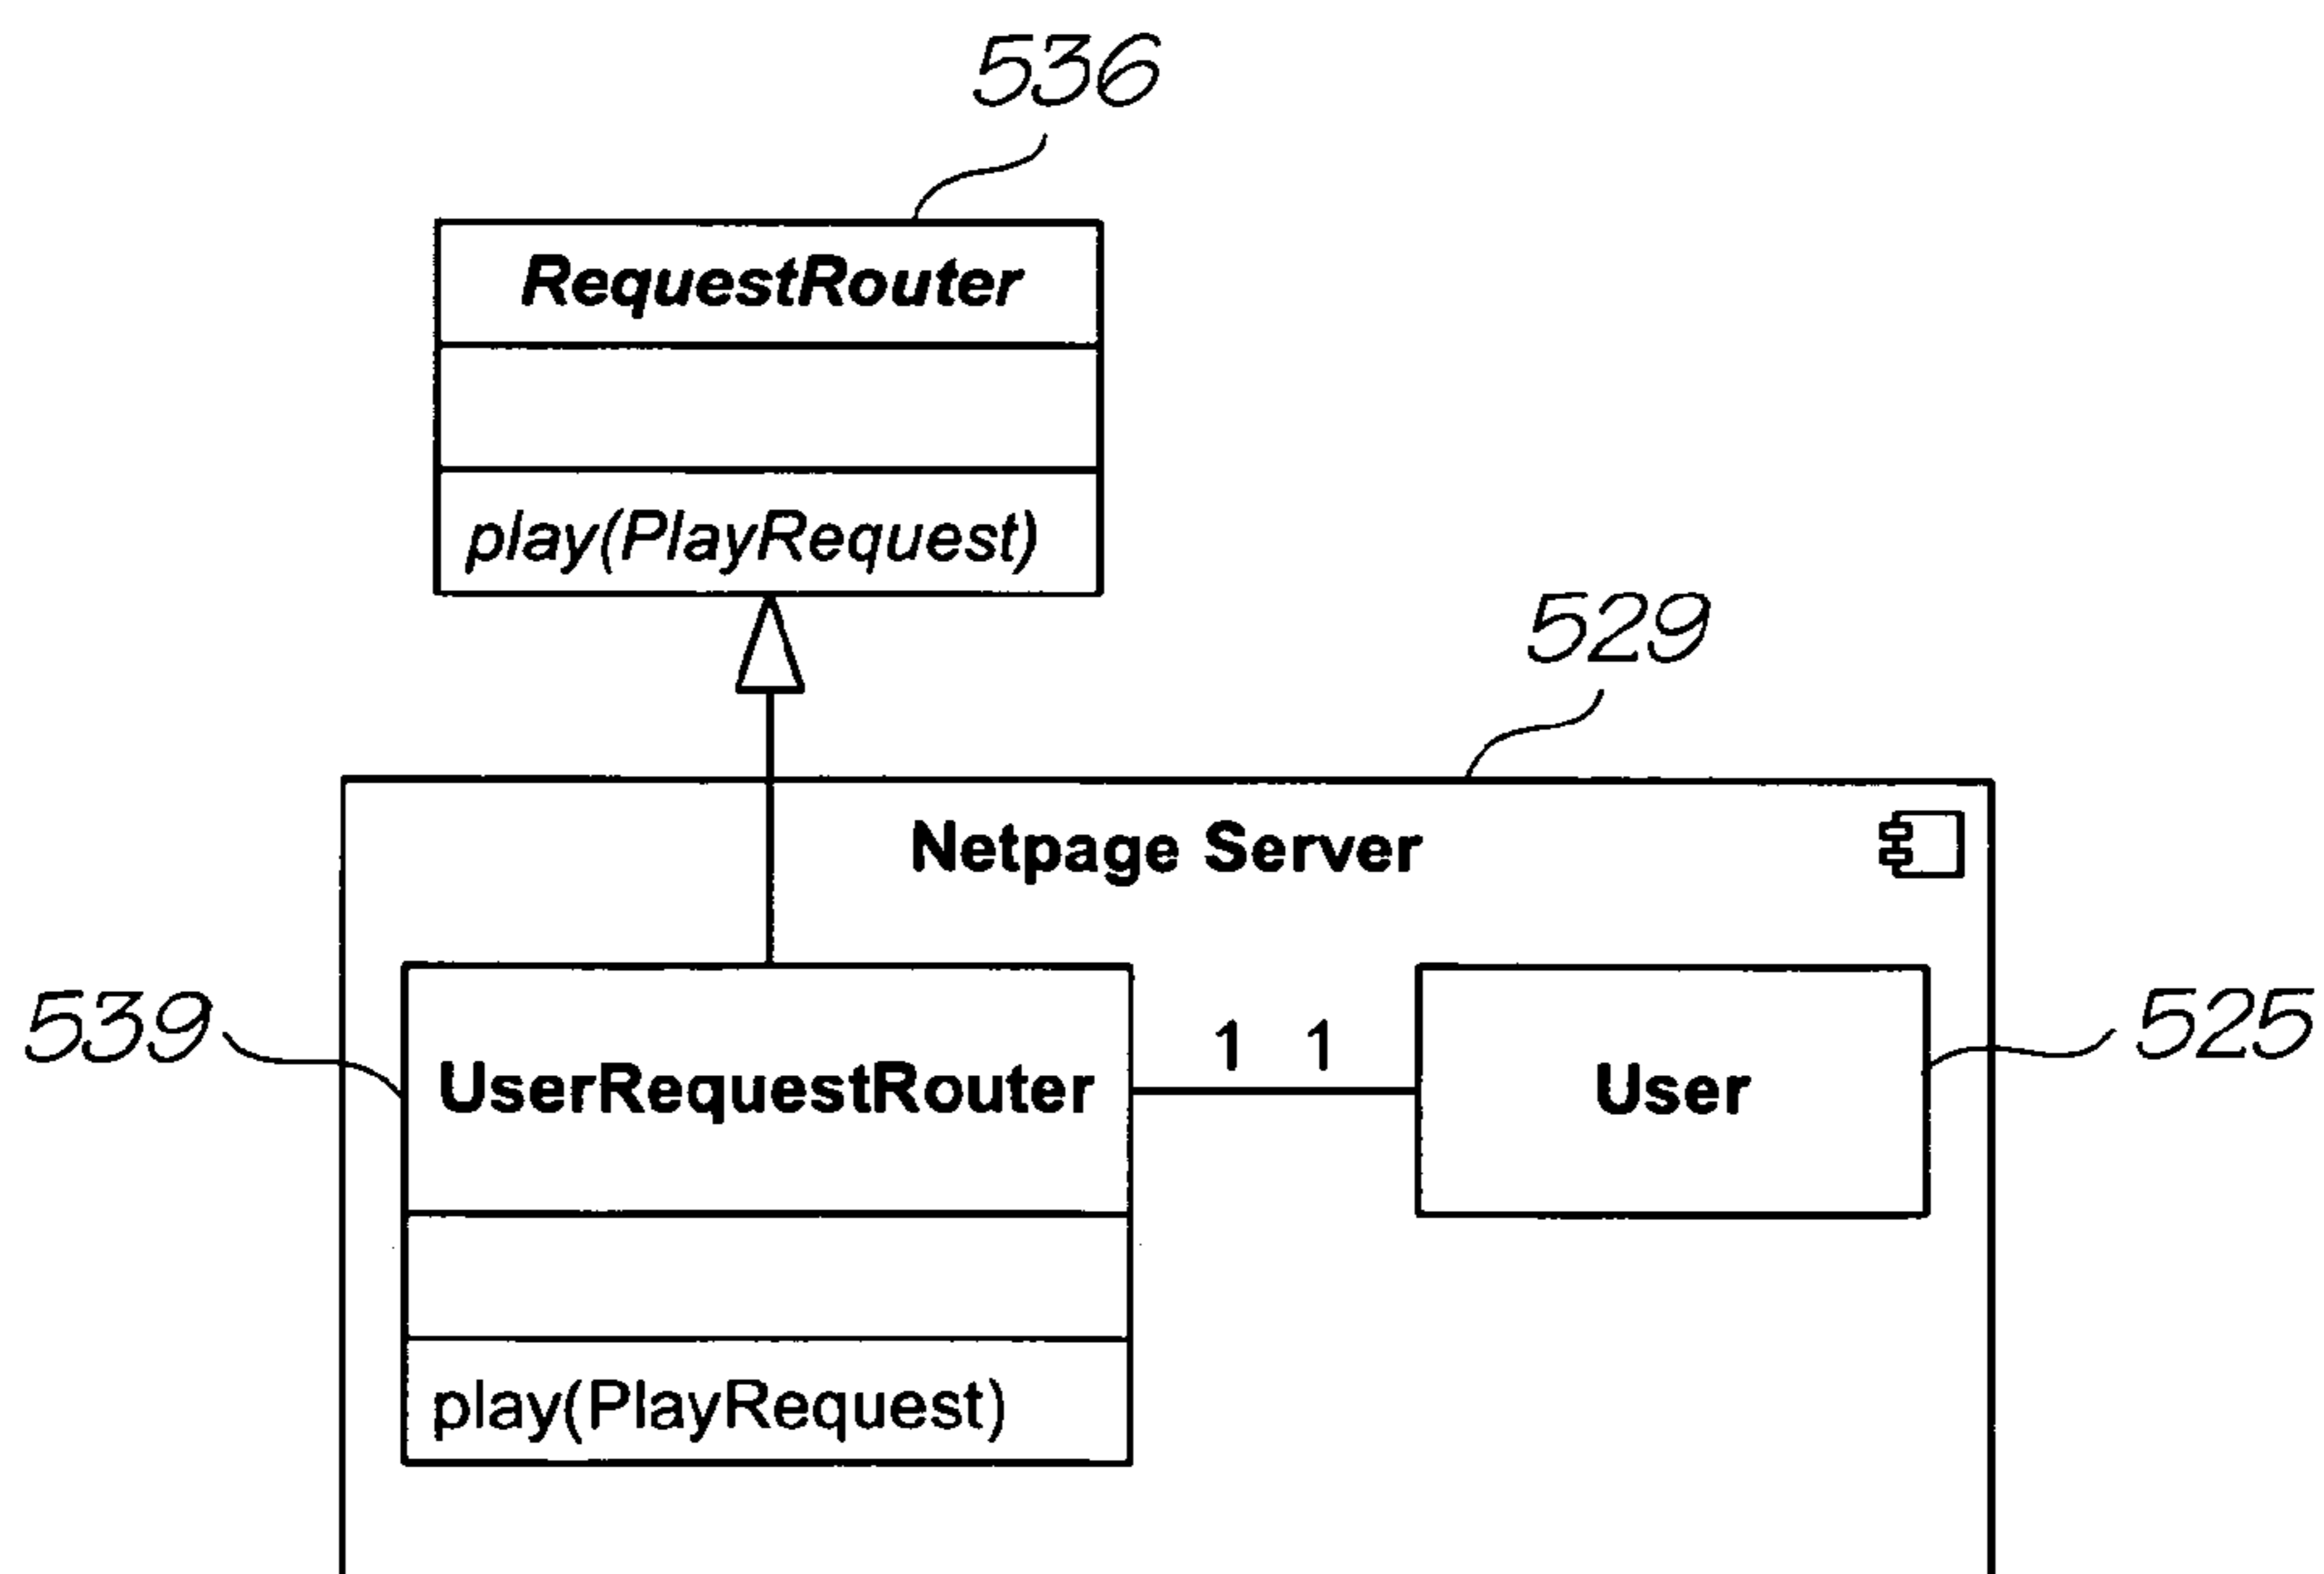 536
RequestRouter
play(PlayRequest)
529
Netpage Server
539
UserRequestRouter
1 1
User
525
play(PlayRequest)